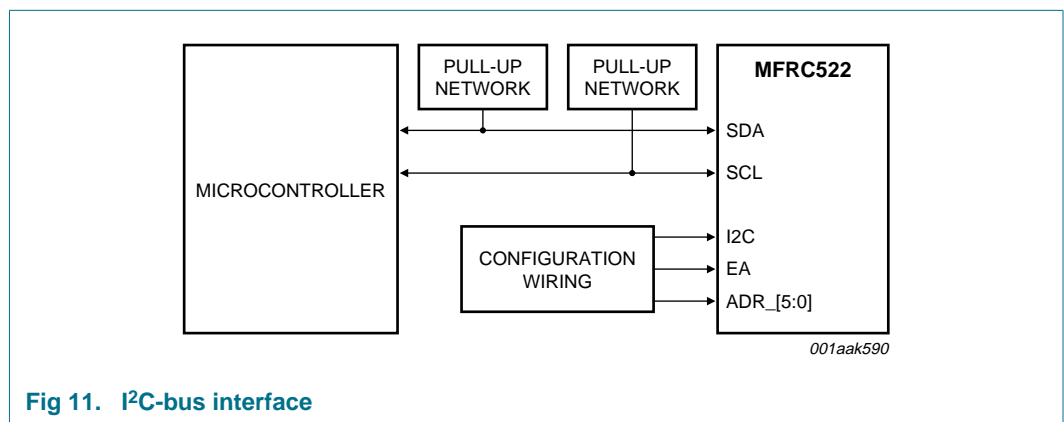 PULL-UP
NETWORK
PULL-UP
NETWORK
MFRC522
SDA
SCL
MICROCONTROLLER
I2C
CONFIGURATION
WIRING
EA
ADR_[5:0]
001aak590
Fig 11. I²C-bus interface